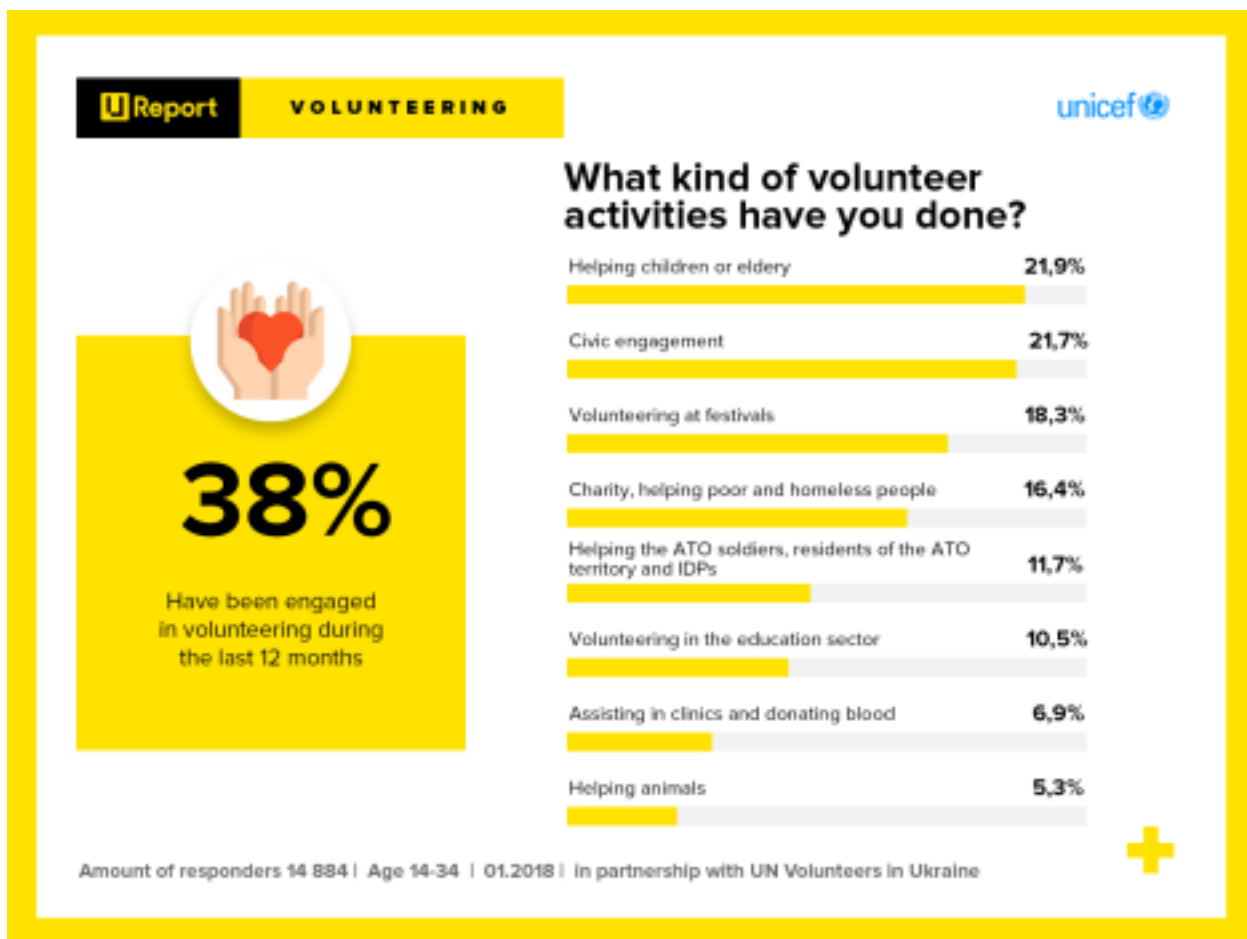 U Report
VOLUNTEERING
unicef
What kind of volunteer
activities have you done?
Helping children or eldery 21,9%
Civic engagement 21,7%
Volunteering at festivals 18,3%
Charity, helping poor and homeless people 16,4%
Helping the ATO soldiers, residents of the ATO
territory and IDPs 11,7%
Volunteering in the education sector 10,5%
Assisting in clinics and donating blood 6,9%
Helping animals 5,3%
38%
Have been engaged
in volunteering during
the last 12 months
Amount of responders 14 884 | Age 14-34 | 01.2018 | in partnership with UN Volunteers in Ukraine